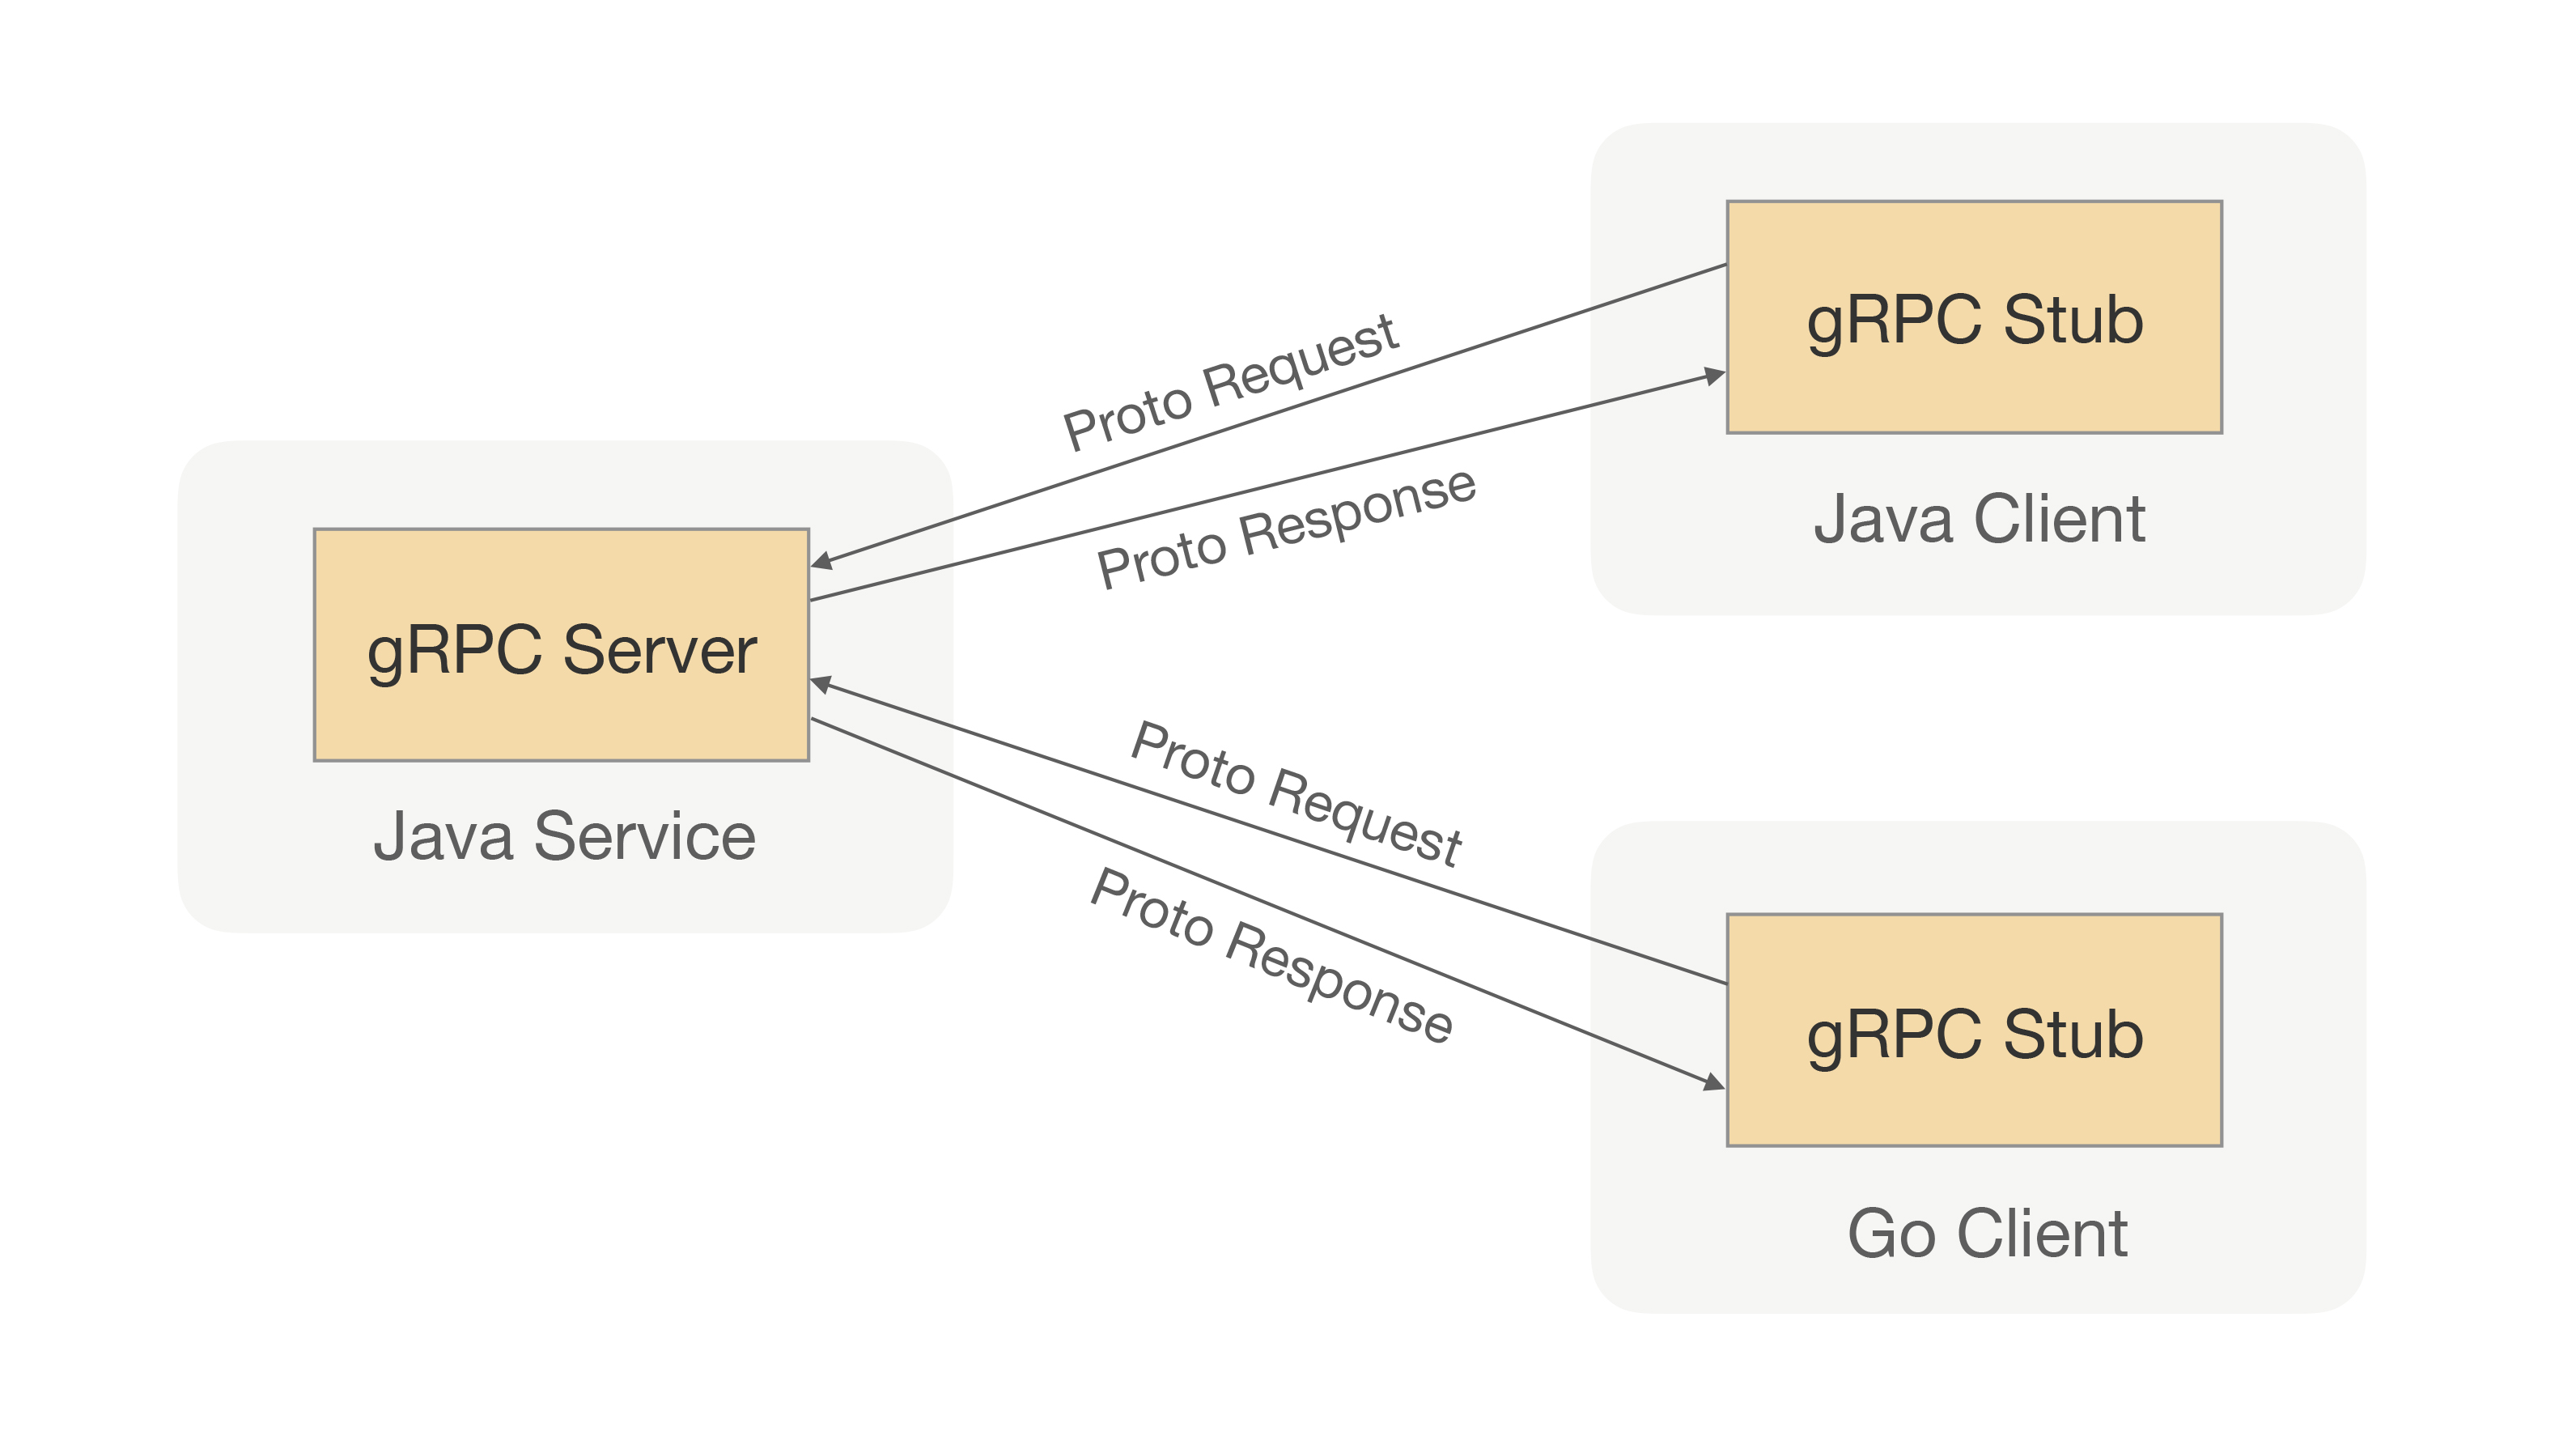 gRPC Stub
Java Client
Proto Request
Proto Response
gRPC Server
Java Service
Proto Request
Proto Response
gRPC Stub
Go Client